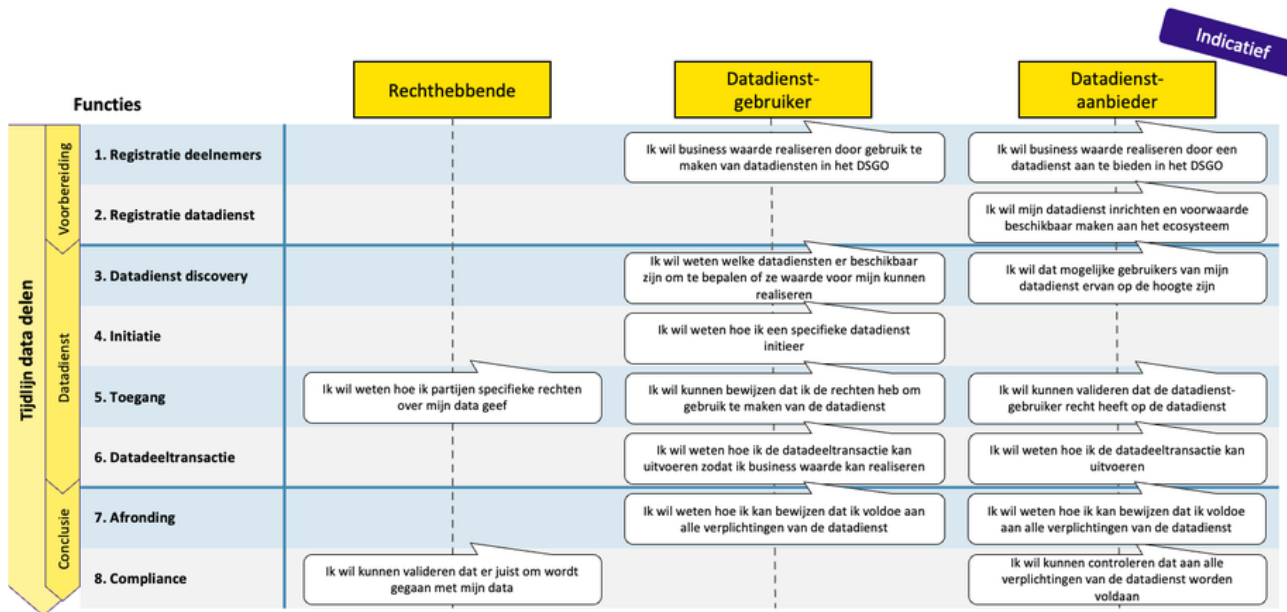 Indicatief
Functies
Rechthebbende
Datadienst-
gebruiker
Datadienst-
aanbieder
Tijdlijn data delen
Voorbereiding
1. Registratie deelnemers
Ik wil business waarde realiseren door gebruik te
maken van datadiensten in het DSGO
Ik wil business waarde realiseren door een
datadienst aan te bieden in het DSGO
2. Registratie datadienst
Ik wil mijn datadienst inrichten en voorwaarde
beschikbaar maken aan het ecosysteem
Datadienst
3. Datadienst discovery
Ik wil weten welke datadiensten er beschikbaar
zijn om te bepalen of ze waarde voor mijn kunnen
realiseren
Ik wil dat mogelijke gebruikers van mijn
datadienst ervan op de hoogte zijn
4. Initiatie
Ik wil weten hoe ik een specifieke datadienst
initieer
5. Toegang
Ik wil weten hoe ik partijen specifieke rechten
over mijn data geef
Ik wil kunnen bewijzen dat ik de rechten heb om
gebruik te maken van de datadienst
Ik wil kunnen valideren dat de datadienst-
gebruiker recht heeft op de datadienst
6. Datadeeltransactie
Ik wil weten hoe ik de datadeeltransactie kan
uitvoeren zodat ik business waarde kan realiseren
Ik wil weten hoe ik de datadeeltransactie kan
uitvoeren
Conclusie
7. Afronding
Ik wil weten hoe ik kan bewijzen dat ik voldoe aan
alle verplichtingen van de datadienst
Ik wil weten hoe ik kan bewijzen dat ik voldoe
aan alle verplichtingen van de datadienst
8. Compliance
Ik wil kunnen valideren dat er juist om wordt
gegaan met mijn data
Ik wil kunnen controleren dat aan alle
verplichtingen van de datadienst worden
voldaan